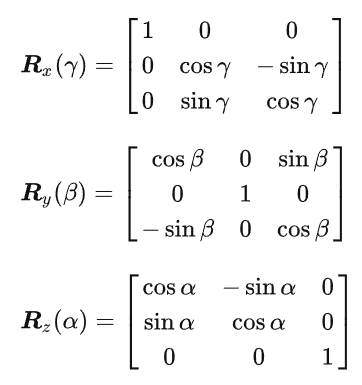 R_x(γ) = [ 1 0 0
0 cos γ − sin γ
0 sin γ cos γ ]
R_y(β) = [ cos β 0 sin β
0 1 0
− sin β 0 cos β ]
R_z(α) = [ cos α − sin α 0
sin α cos α 0
0 0 1 ]